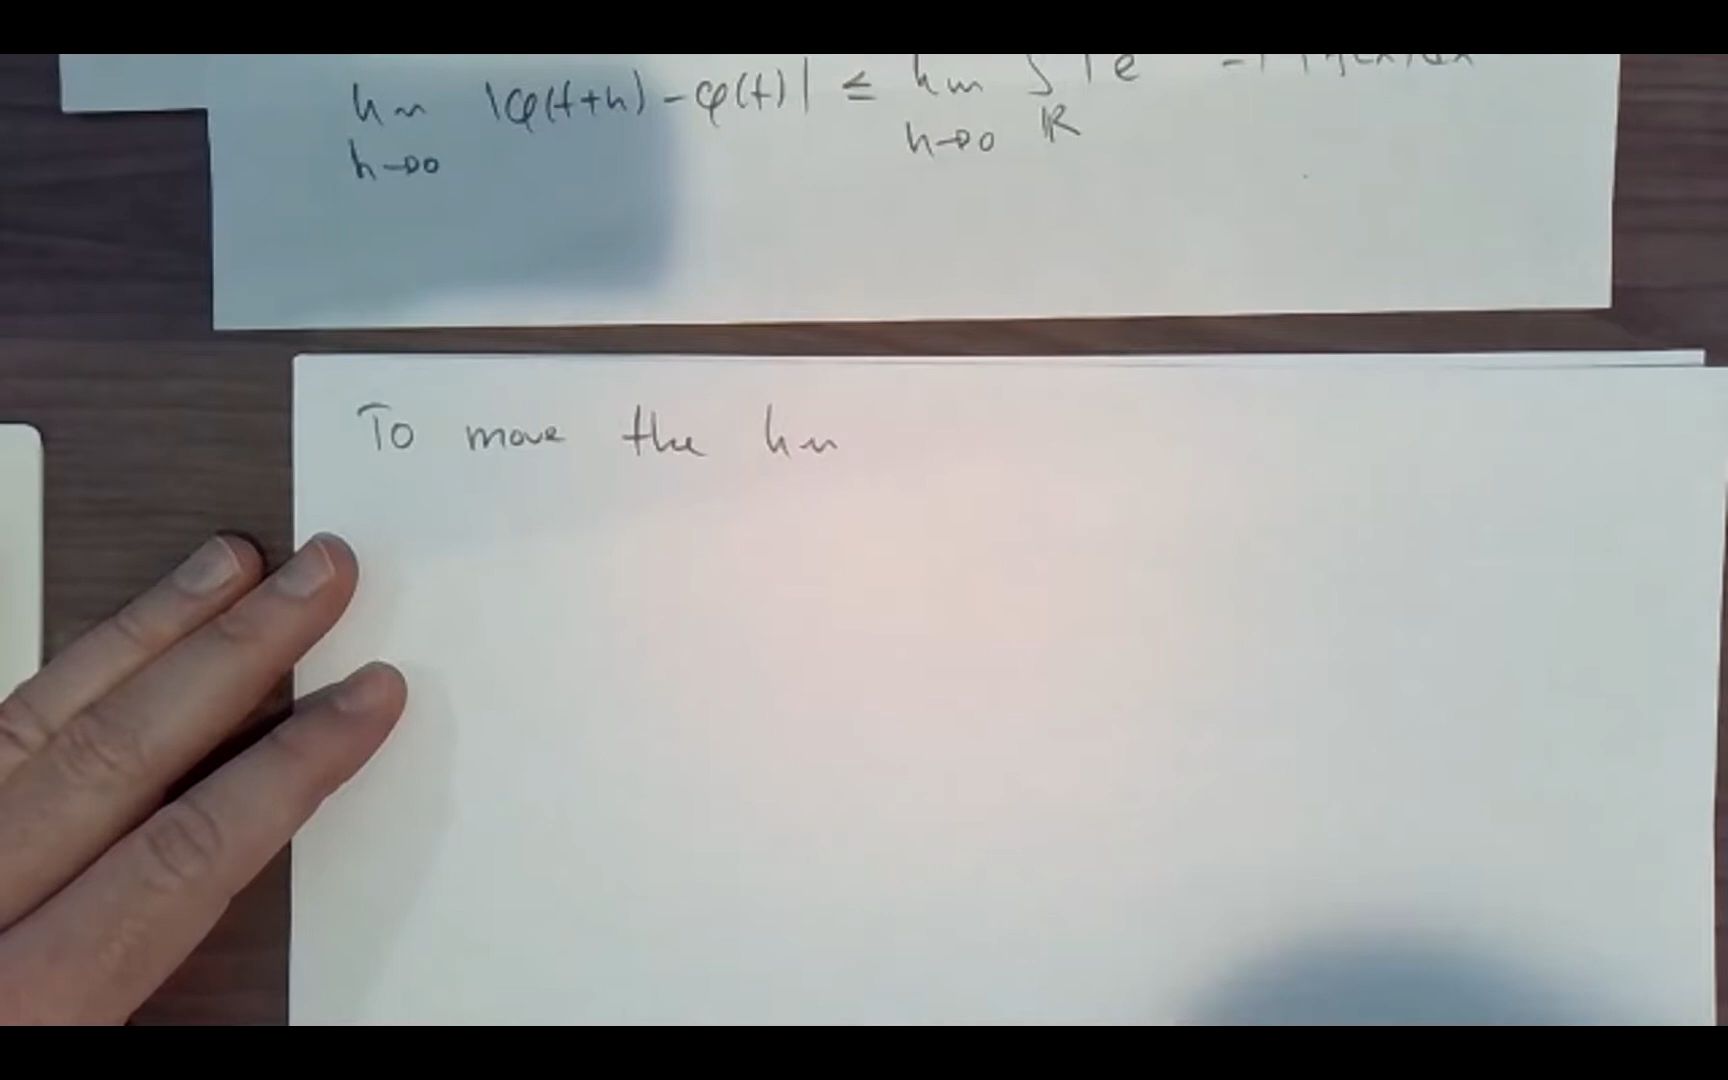 lim |φ(t+h) - φ(t)| ≤ lim ∫ |e
h→0 h→0 ℝ
To move the lim